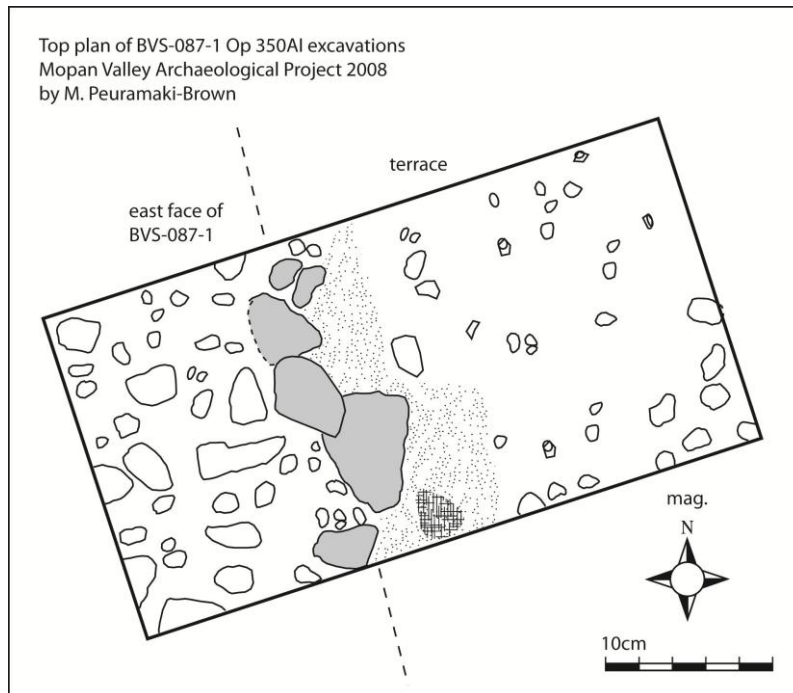 Top plan of BVS-087-1 Op 350AI excavations
Mopan Valley Archaeological Project 2008
by M. Peuramaki-Brown
terrace
east face of
BVS-087-1
mag.
N
10cm